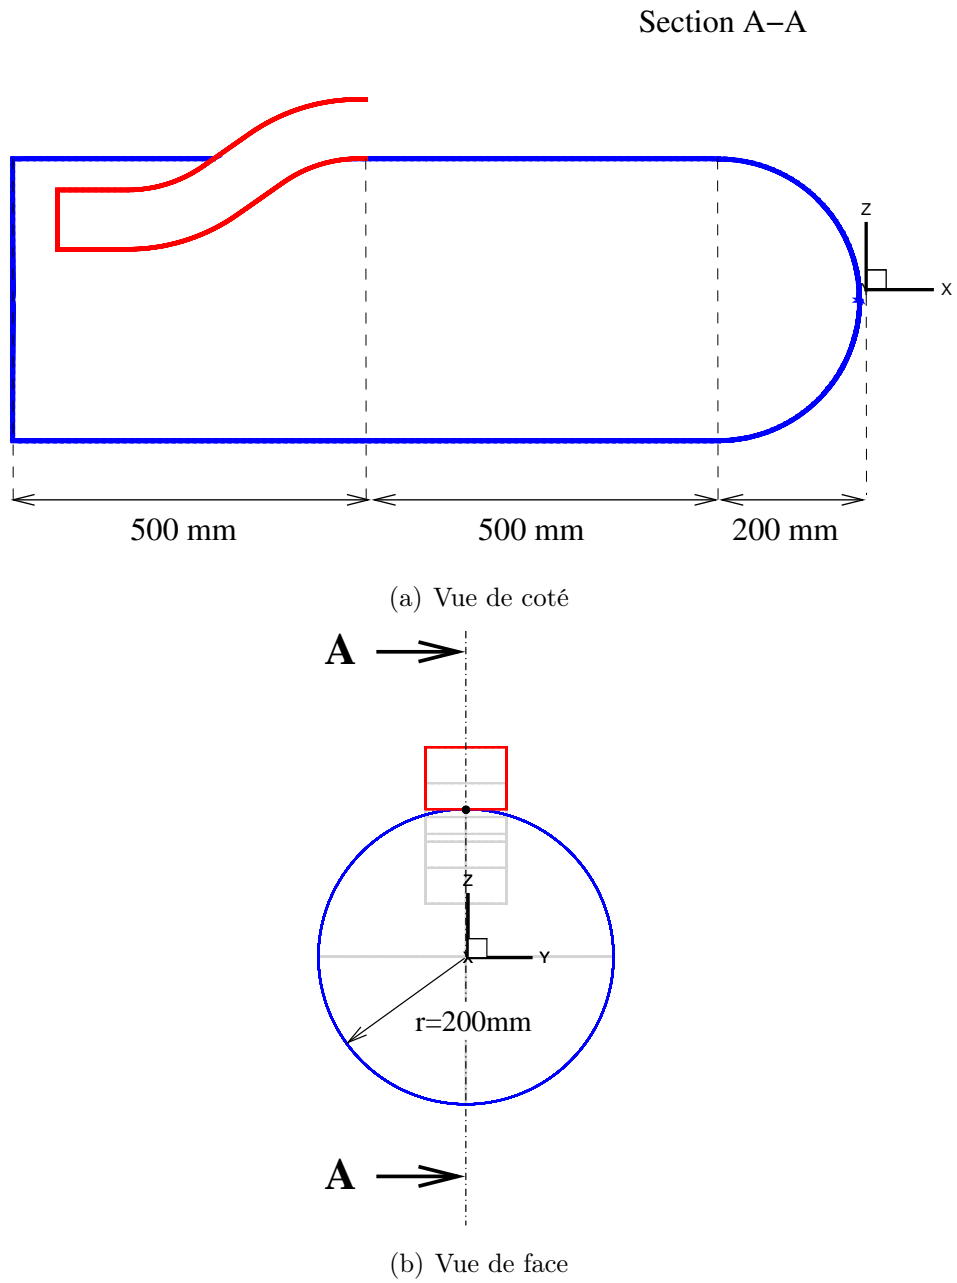 Section A–A
Z
X
500 mm
500 mm
200 mm
(a) Vue de coté
A
Z
X
Y
r=200mm
A
(b) Vue de face